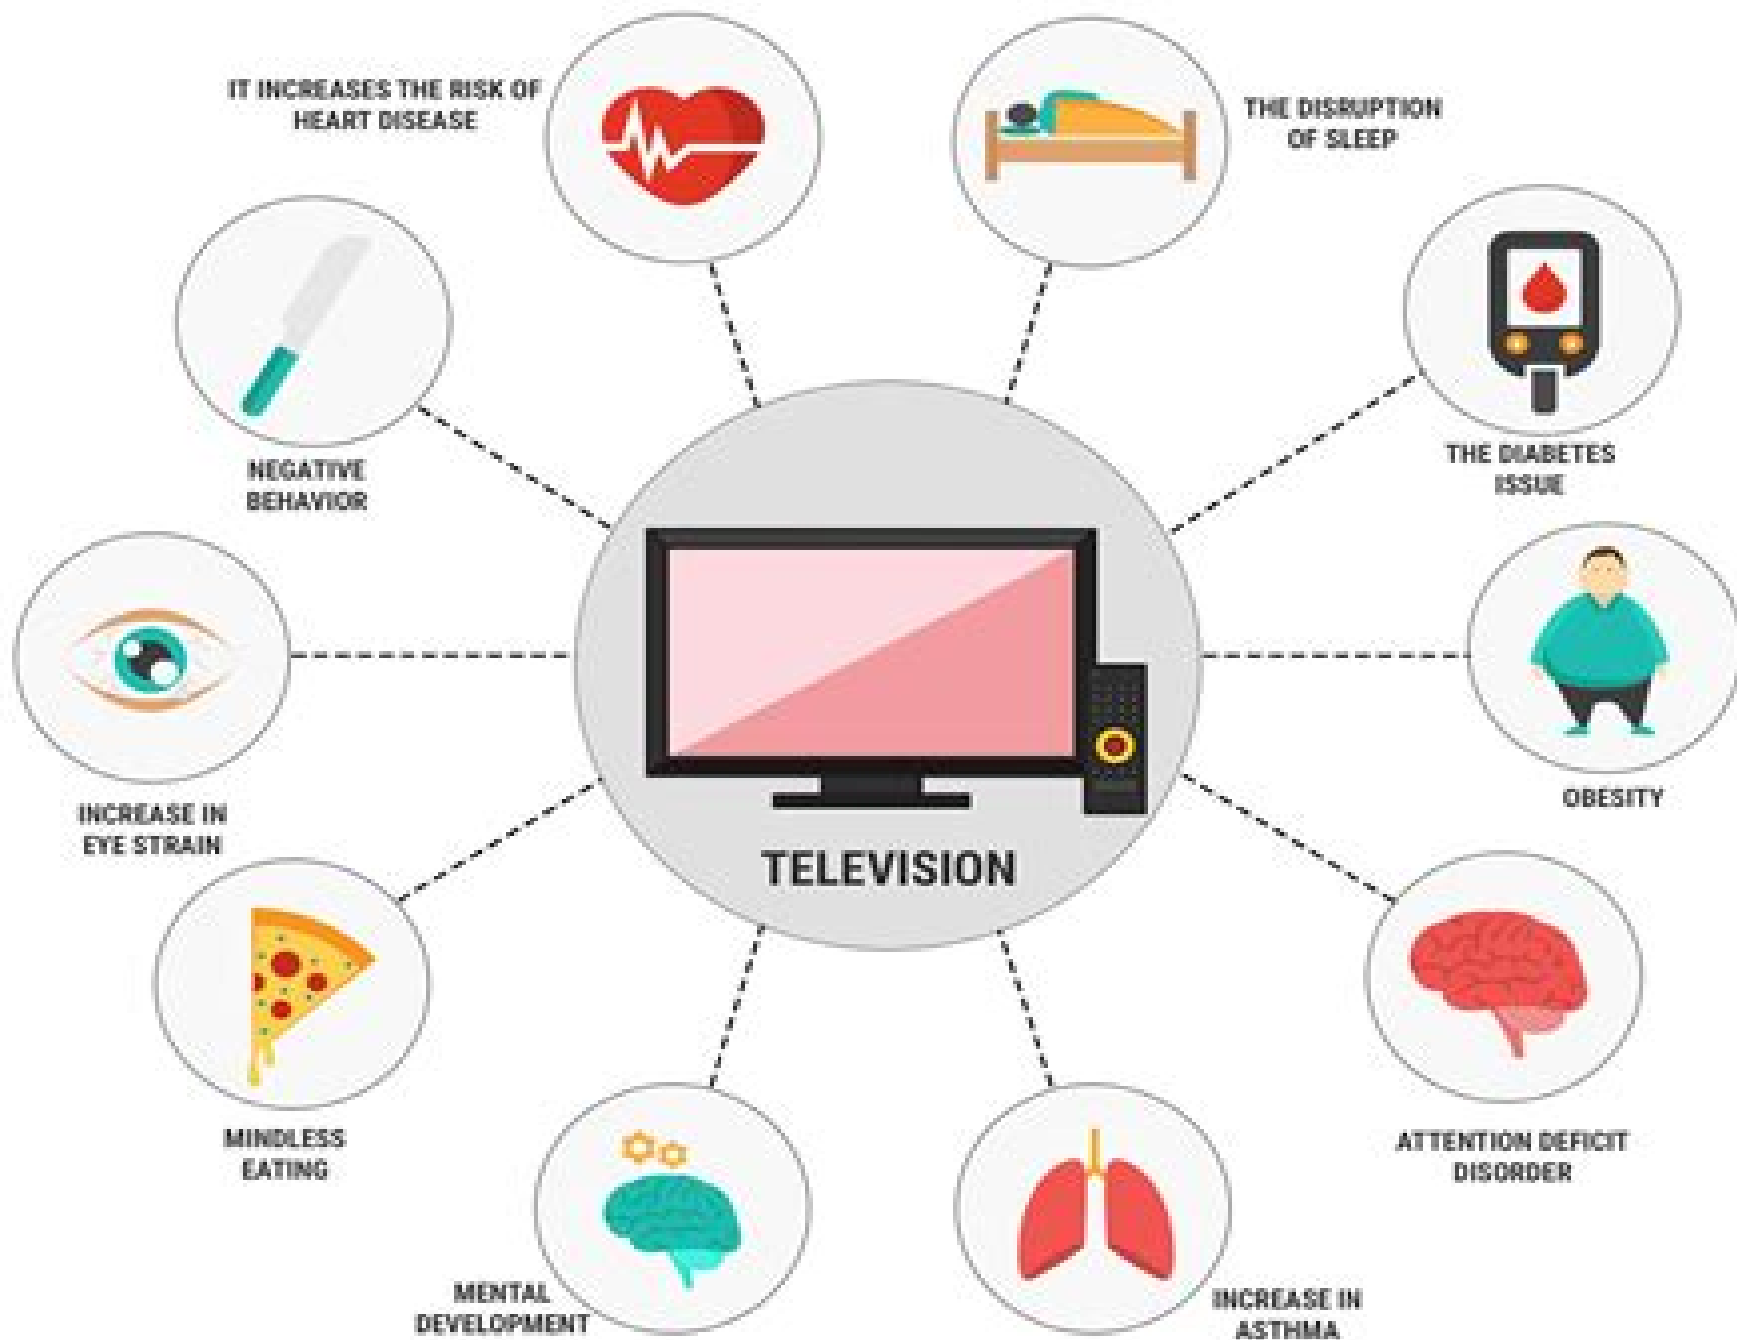 IT INCREASES THE RISK OF
HEART DISEASE
THE DISRUPTION
OF SLEEP
NEGATIVE
BEHAVIOR
THE DIABETES
ISSUE
INCREASE IN
EYE STRAIN
OBESITY
TELEVISION
MINDLESS
EATING
ATTENTION DEFICIT
DISORDER
MENTAL
DEVELOPMENT
INCREASE IN
ASTHMA